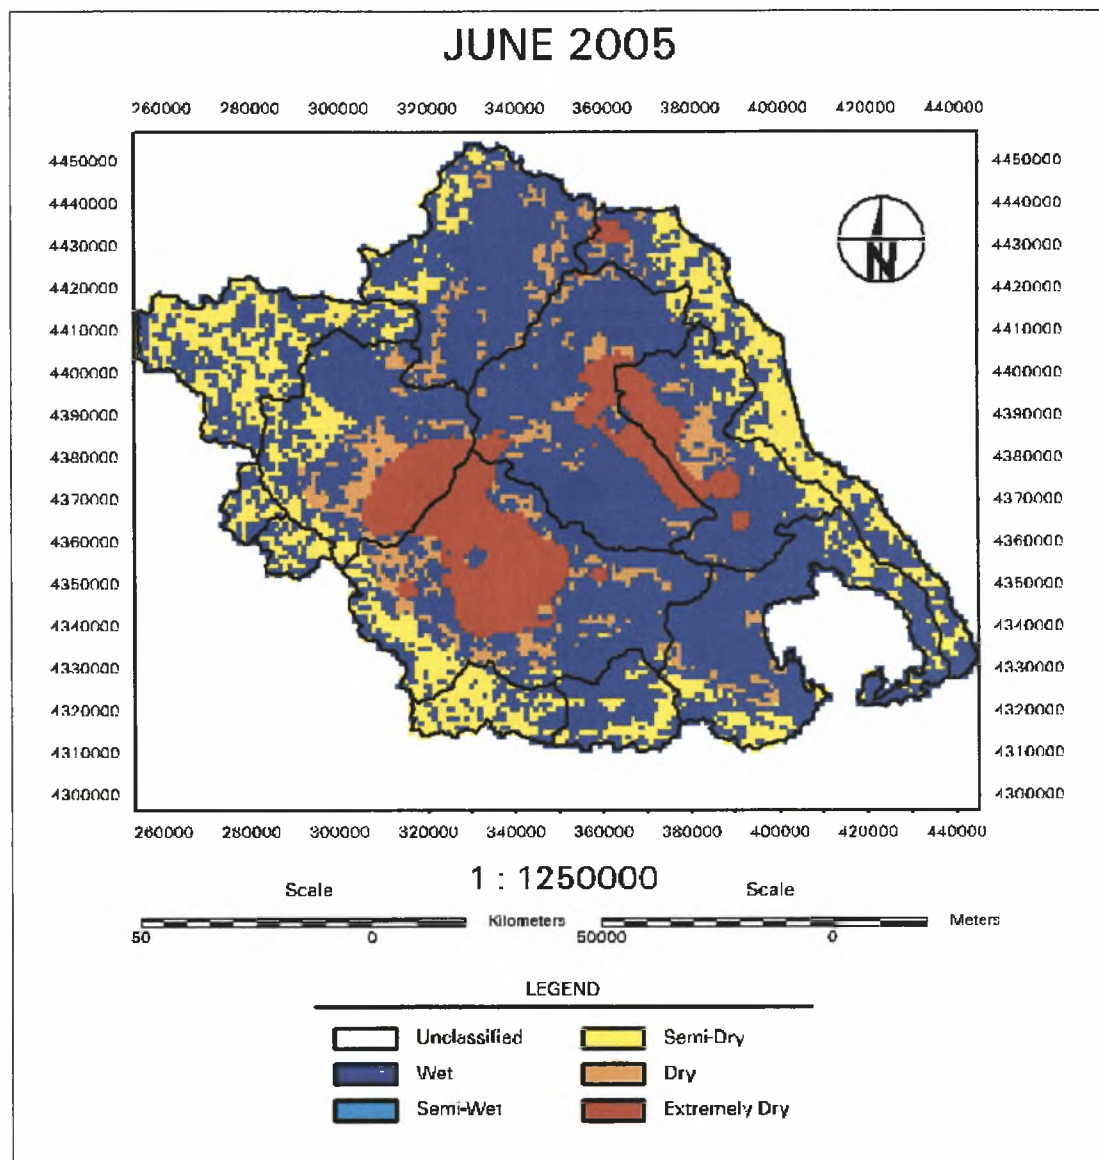 JUNE 2005
260000 280000 300000 320000 340000 360000 380000 400000 420000 440000
4450000 4450000
4440000 4440000
4430000 4430000
4420000 4420000
4410000 4410000
4400000 4400000
4390000 4390000
4380000 4380000
4370000 4370000
4360000 4360000
4350000 4350000
4340000 4340000
4330000 4330000
4320000 4320000
4310000 4310000
4300000 4300000
N
260000 280000 300000 320000 340000 360000 380000 400000 420000 440000
1 : 1250000
Scale Scale
Kilometers Meters
50 0 50000 0
LEGEND
Unclassified Semi-Dry
Wet Dry
Semi-Wet Extremely Dry